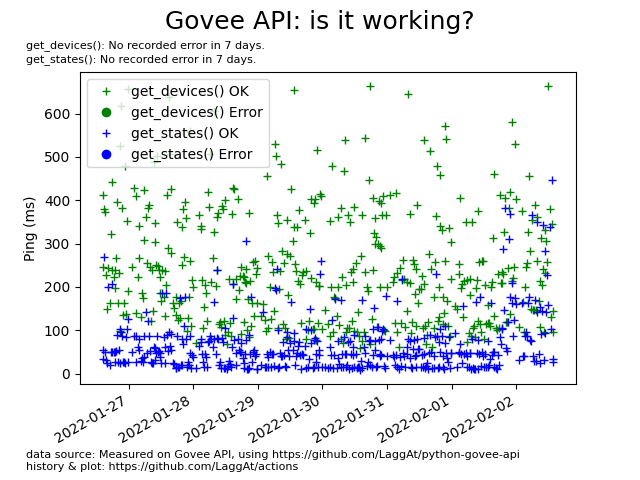 Govee API: is it working?
get_devices(): No recorded error in 7 days.
get_states(): No recorded error in 7 days.
get_devices() OK
get_devices() Error
get_states() OK
get_states() Error
Ping (ms)
600
500
400
300
200
100
0
2022-01-27
2022-01-28
2022-01-29
2022-01-30
2022-01-31
2022-02-01
2022-02-02
data source: Measured on Govee API, using https://github.com/LaggAt/python-govee-api
history & plot: https://github.com/LaggAt/actions